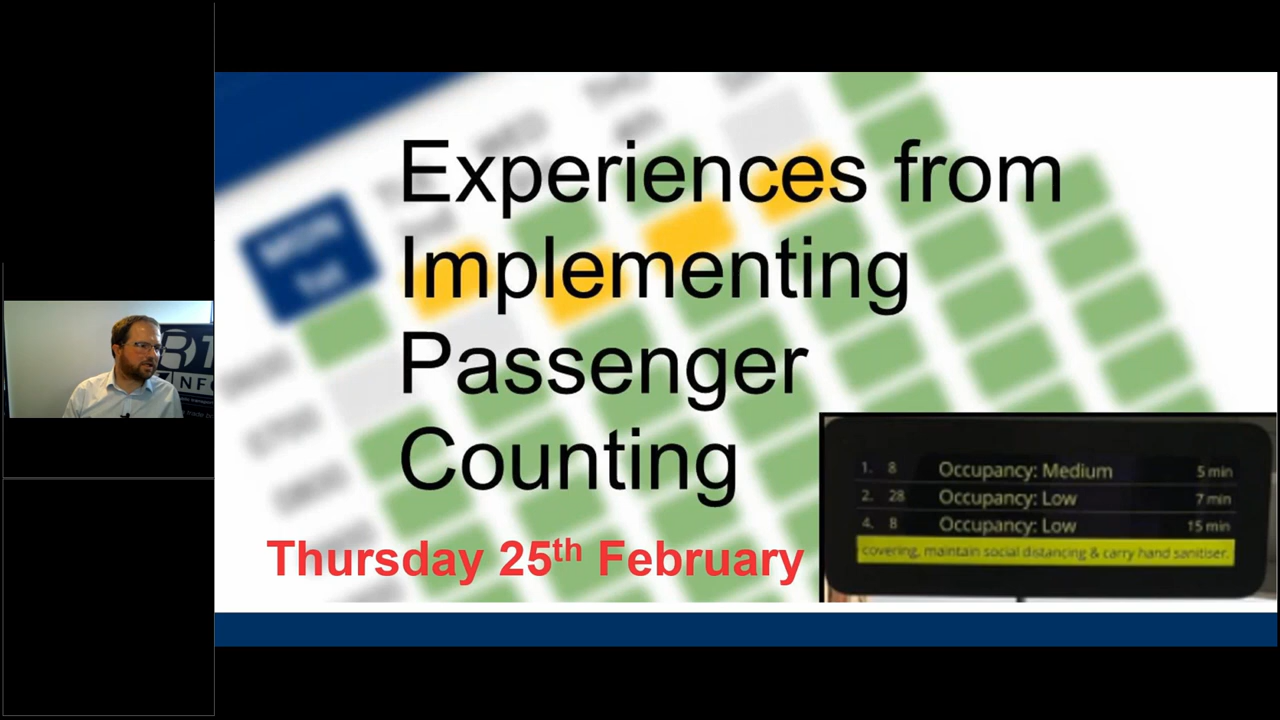 Experiences from
Implementing
Passenger
Counting
Thursday 25th February
1. 8 Occupancy: Medium 5 min
2. 28 Occupancy: Low 7 min
4. 8 Occupancy: Low 15 min
covering, maintain social distancing & carry hand sanitiser.
MON